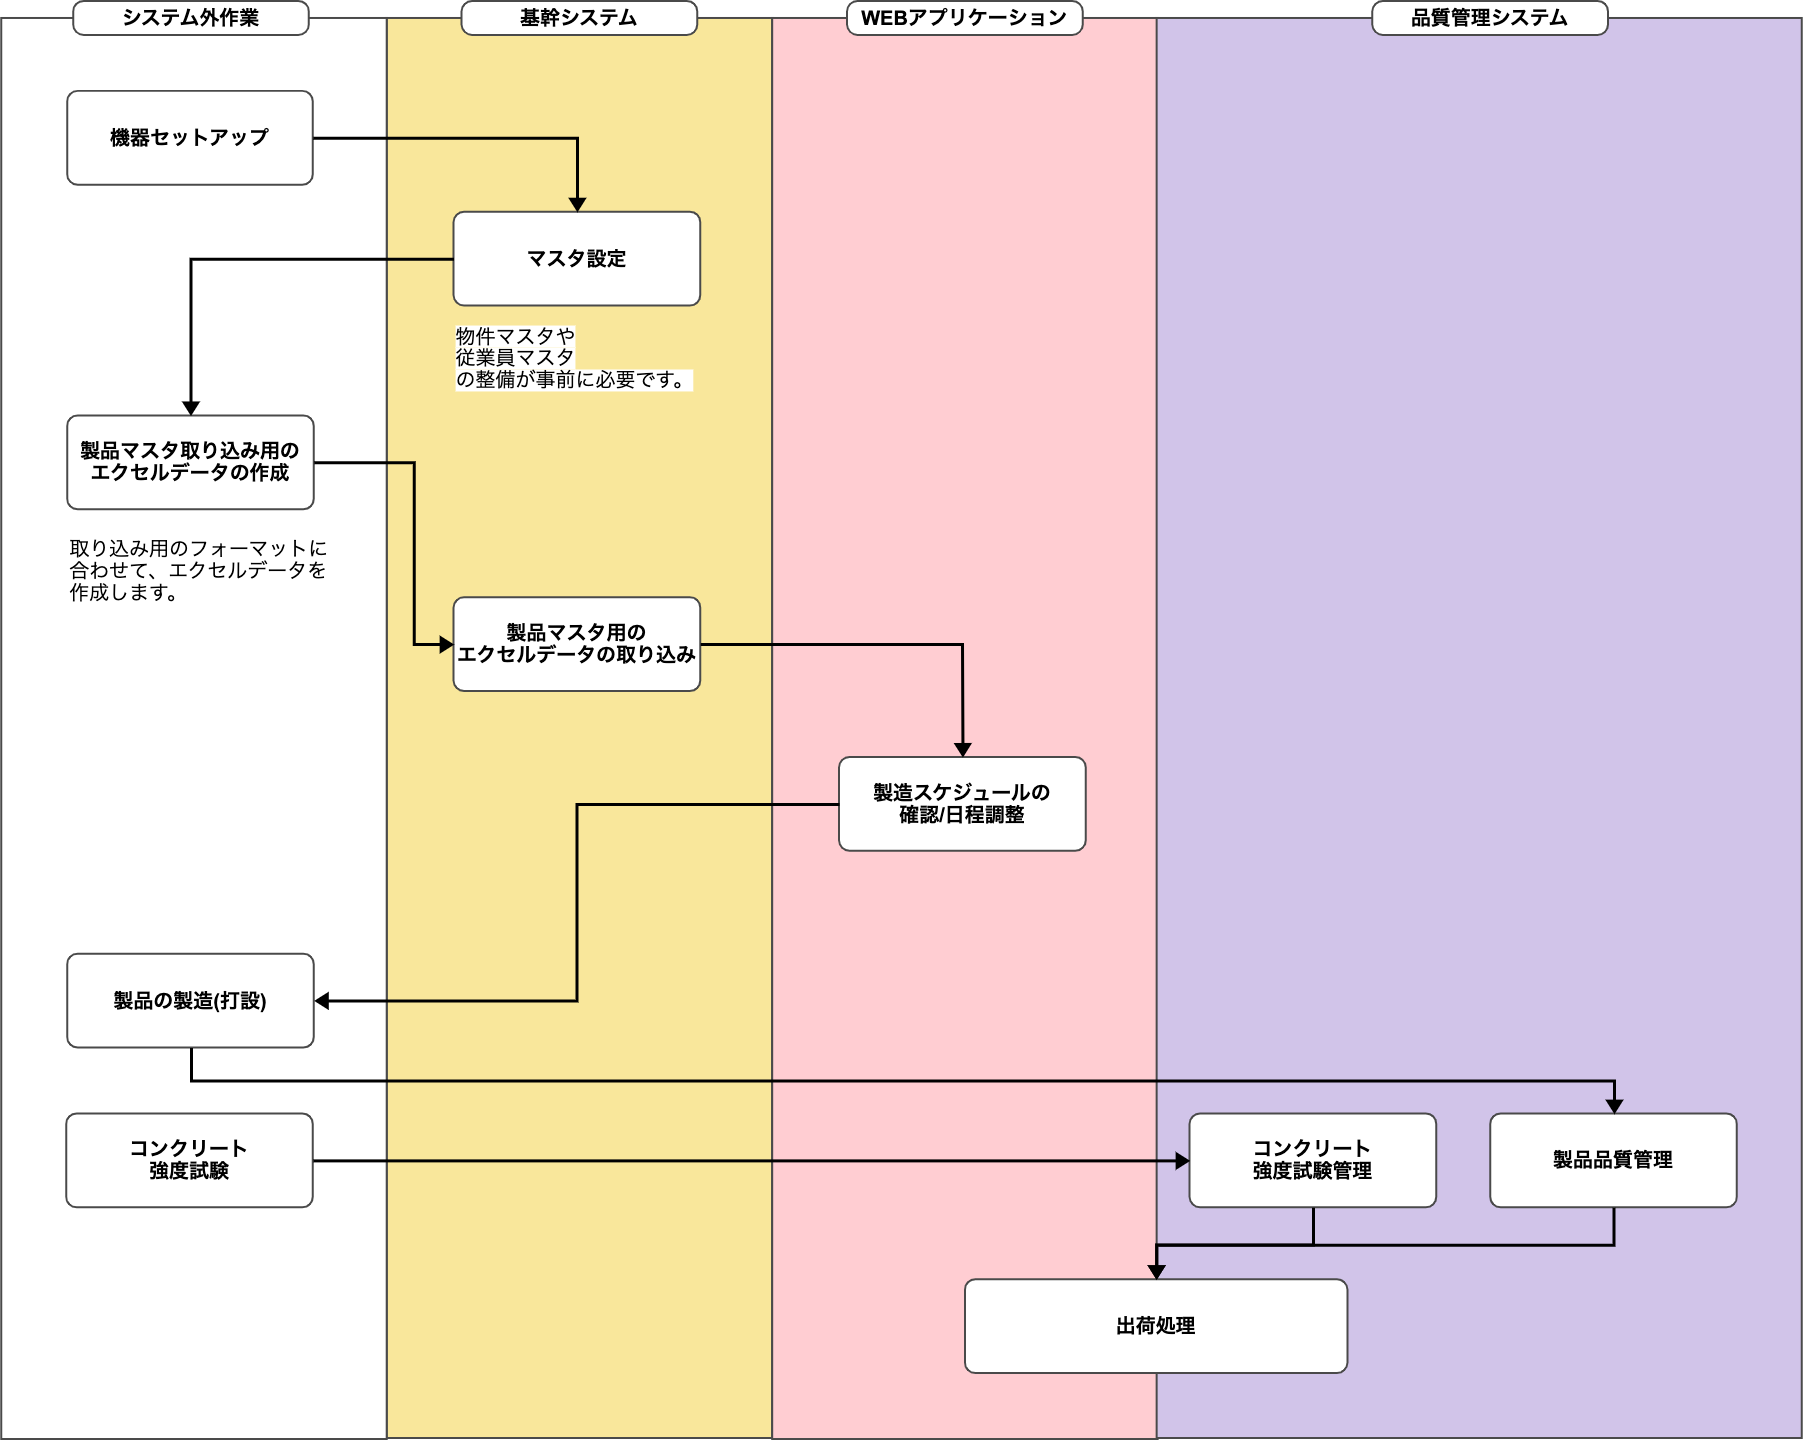 システム外作業
基幹システム
WEBアプリケーション
品質管理システム
機器セットアップ
マスタ設定
物件マスタや
従業員マスタ
の整備が事前に必要です。
製品マスタ取り込み用の
エクセルデータの作成
取り込み用のフォーマットに
合わせて、エクセルデータを
作成します。
製品マスタ用の
エクセルデータの取り込み
製造スケジュールの
確認/日程調整
製品の製造(打設)
コンクリート
強度試験
コンクリート
強度試験管理
製品品質管理
出荷処理